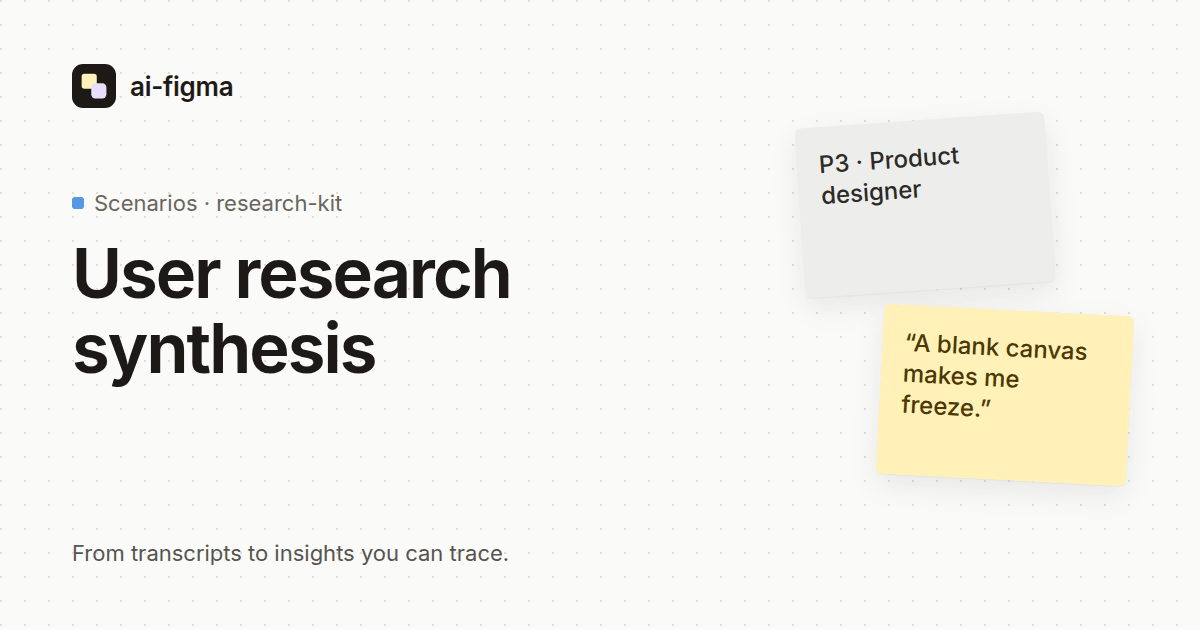 ai-figma
Scenarios · research-kit
User research
synthesis
From transcripts to insights you can trace.
P3 · Product
designer
“A blank canvas
makes me
freeze.”